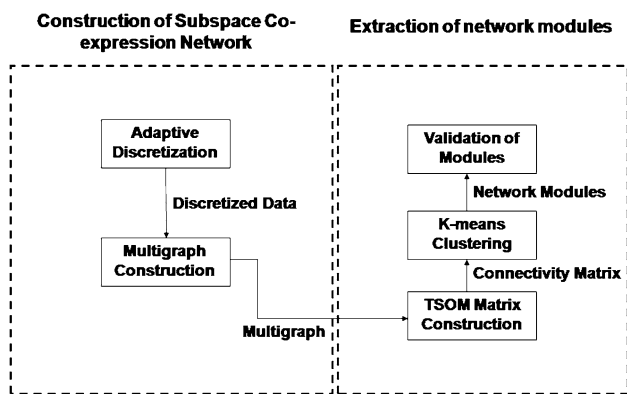 Construction of Subspace Co-
expression Network
Extraction of network modules
Adaptive
Discretization
Discretized Data
Multigraph
Construction
Multigraph
Validation of
Modules
Network Modules
K-means
Clustering
Connectivity Matrix
TSOM Matrix
Construction